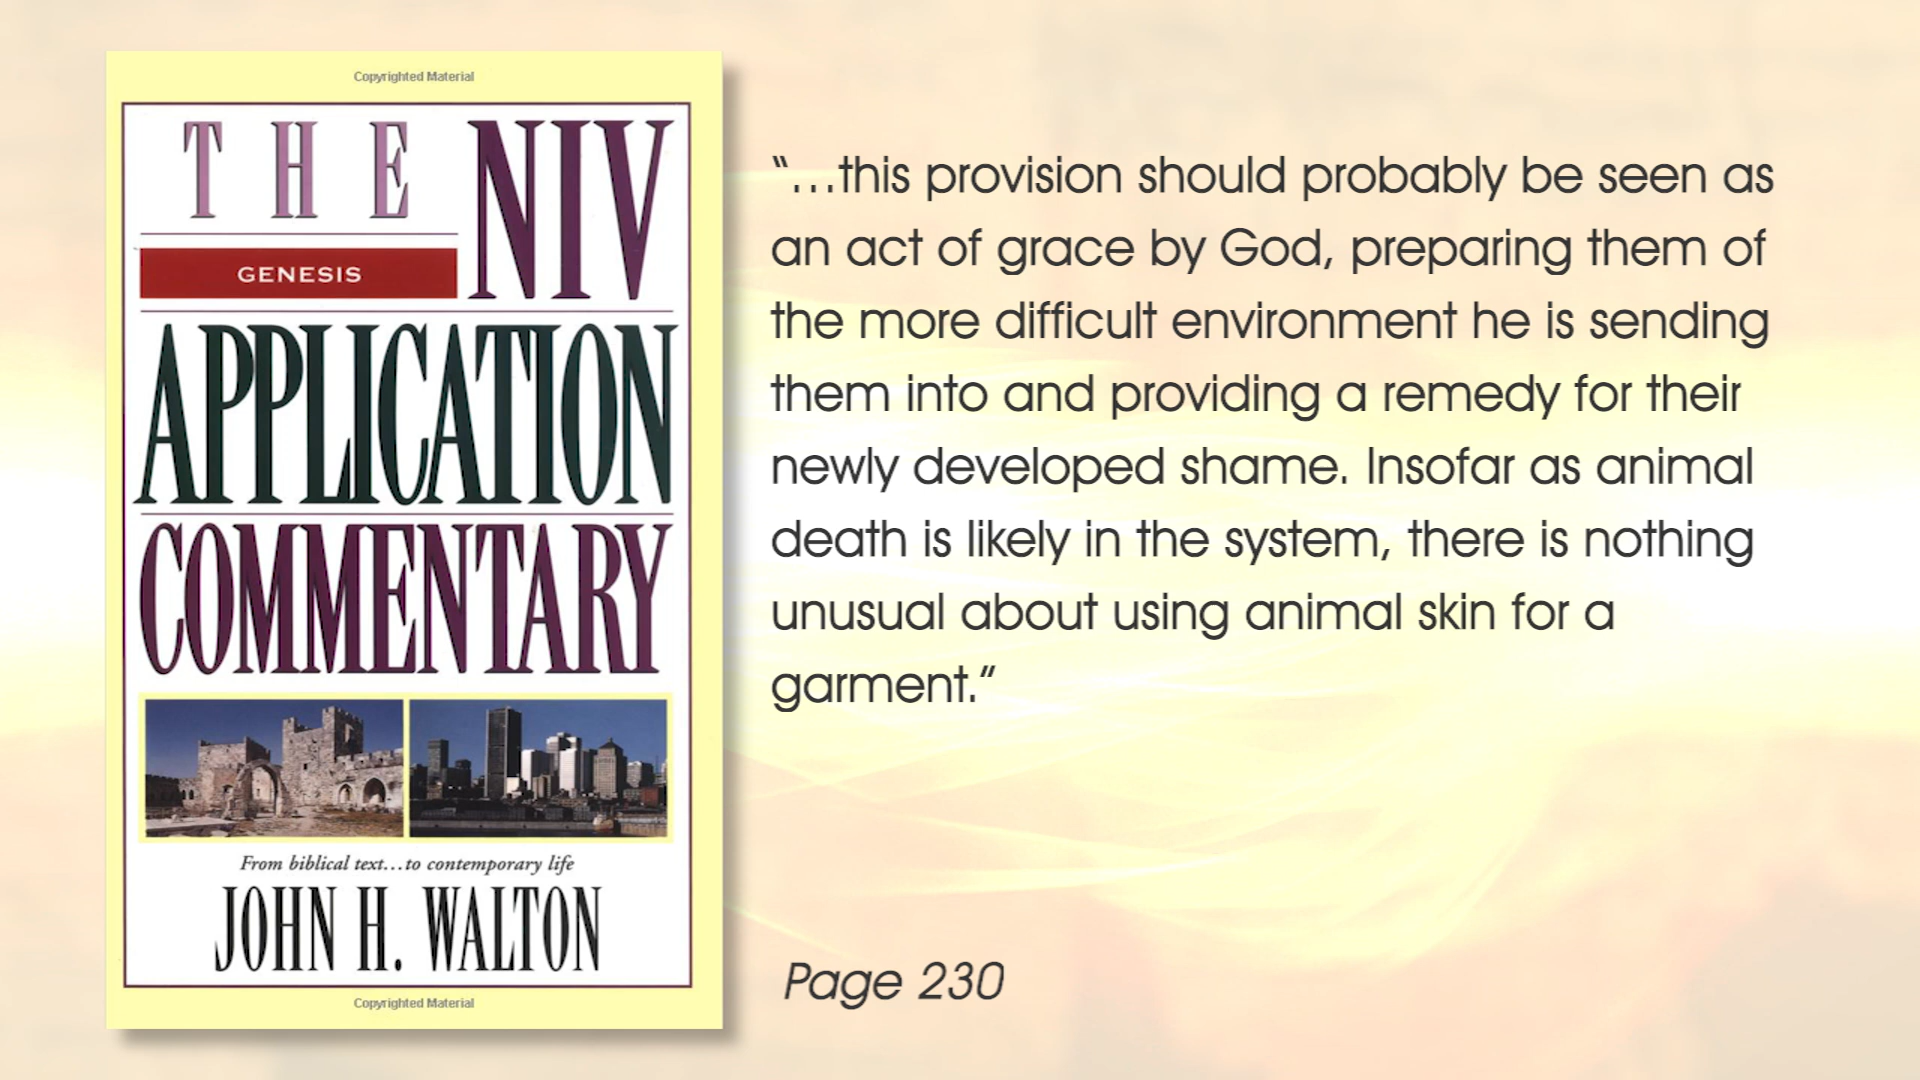 Copyrighted Material
THE NIV
GENESIS
APPLICATION
COMMENTARY
From biblical text...to contemporary life
JOHN H. WALTON
Copyrighted Material
“…this provision should probably be seen as
an act of grace by God, preparing them of
the more difficult environment he is sending
them into and providing a remedy for their
newly developed shame. Insofar as animal
death is likely in the system, there is nothing
unusual about using animal skin for a
garment.”
Page 230